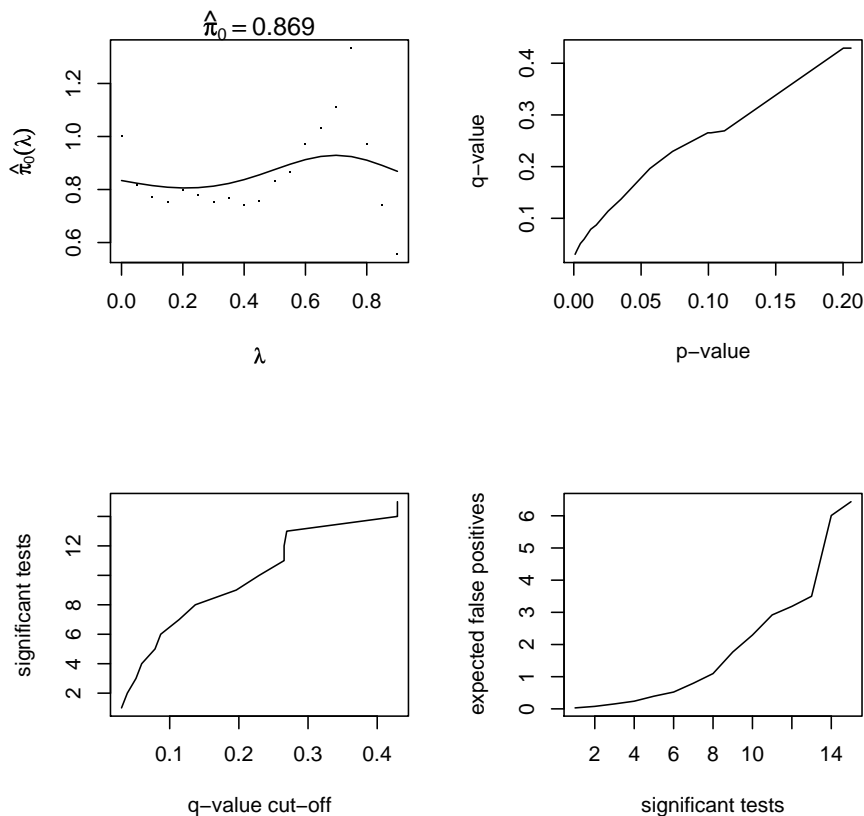 π̂₀ = 0.869
π̂₀(λ)
1.2
1.0
0.8
0.6
0.0 0.2 0.4 0.6 0.8
λ
q−value
0.4
0.3
0.2
0.1
0.00 0.05 0.10 0.15 0.20
p−value
significant tests
12
8
6
4
2
0.1 0.2 0.3 0.4
q−value cut−off
expected false positives
6
5
4
3
2
1
0
2 4 6 8 10 14
significant tests